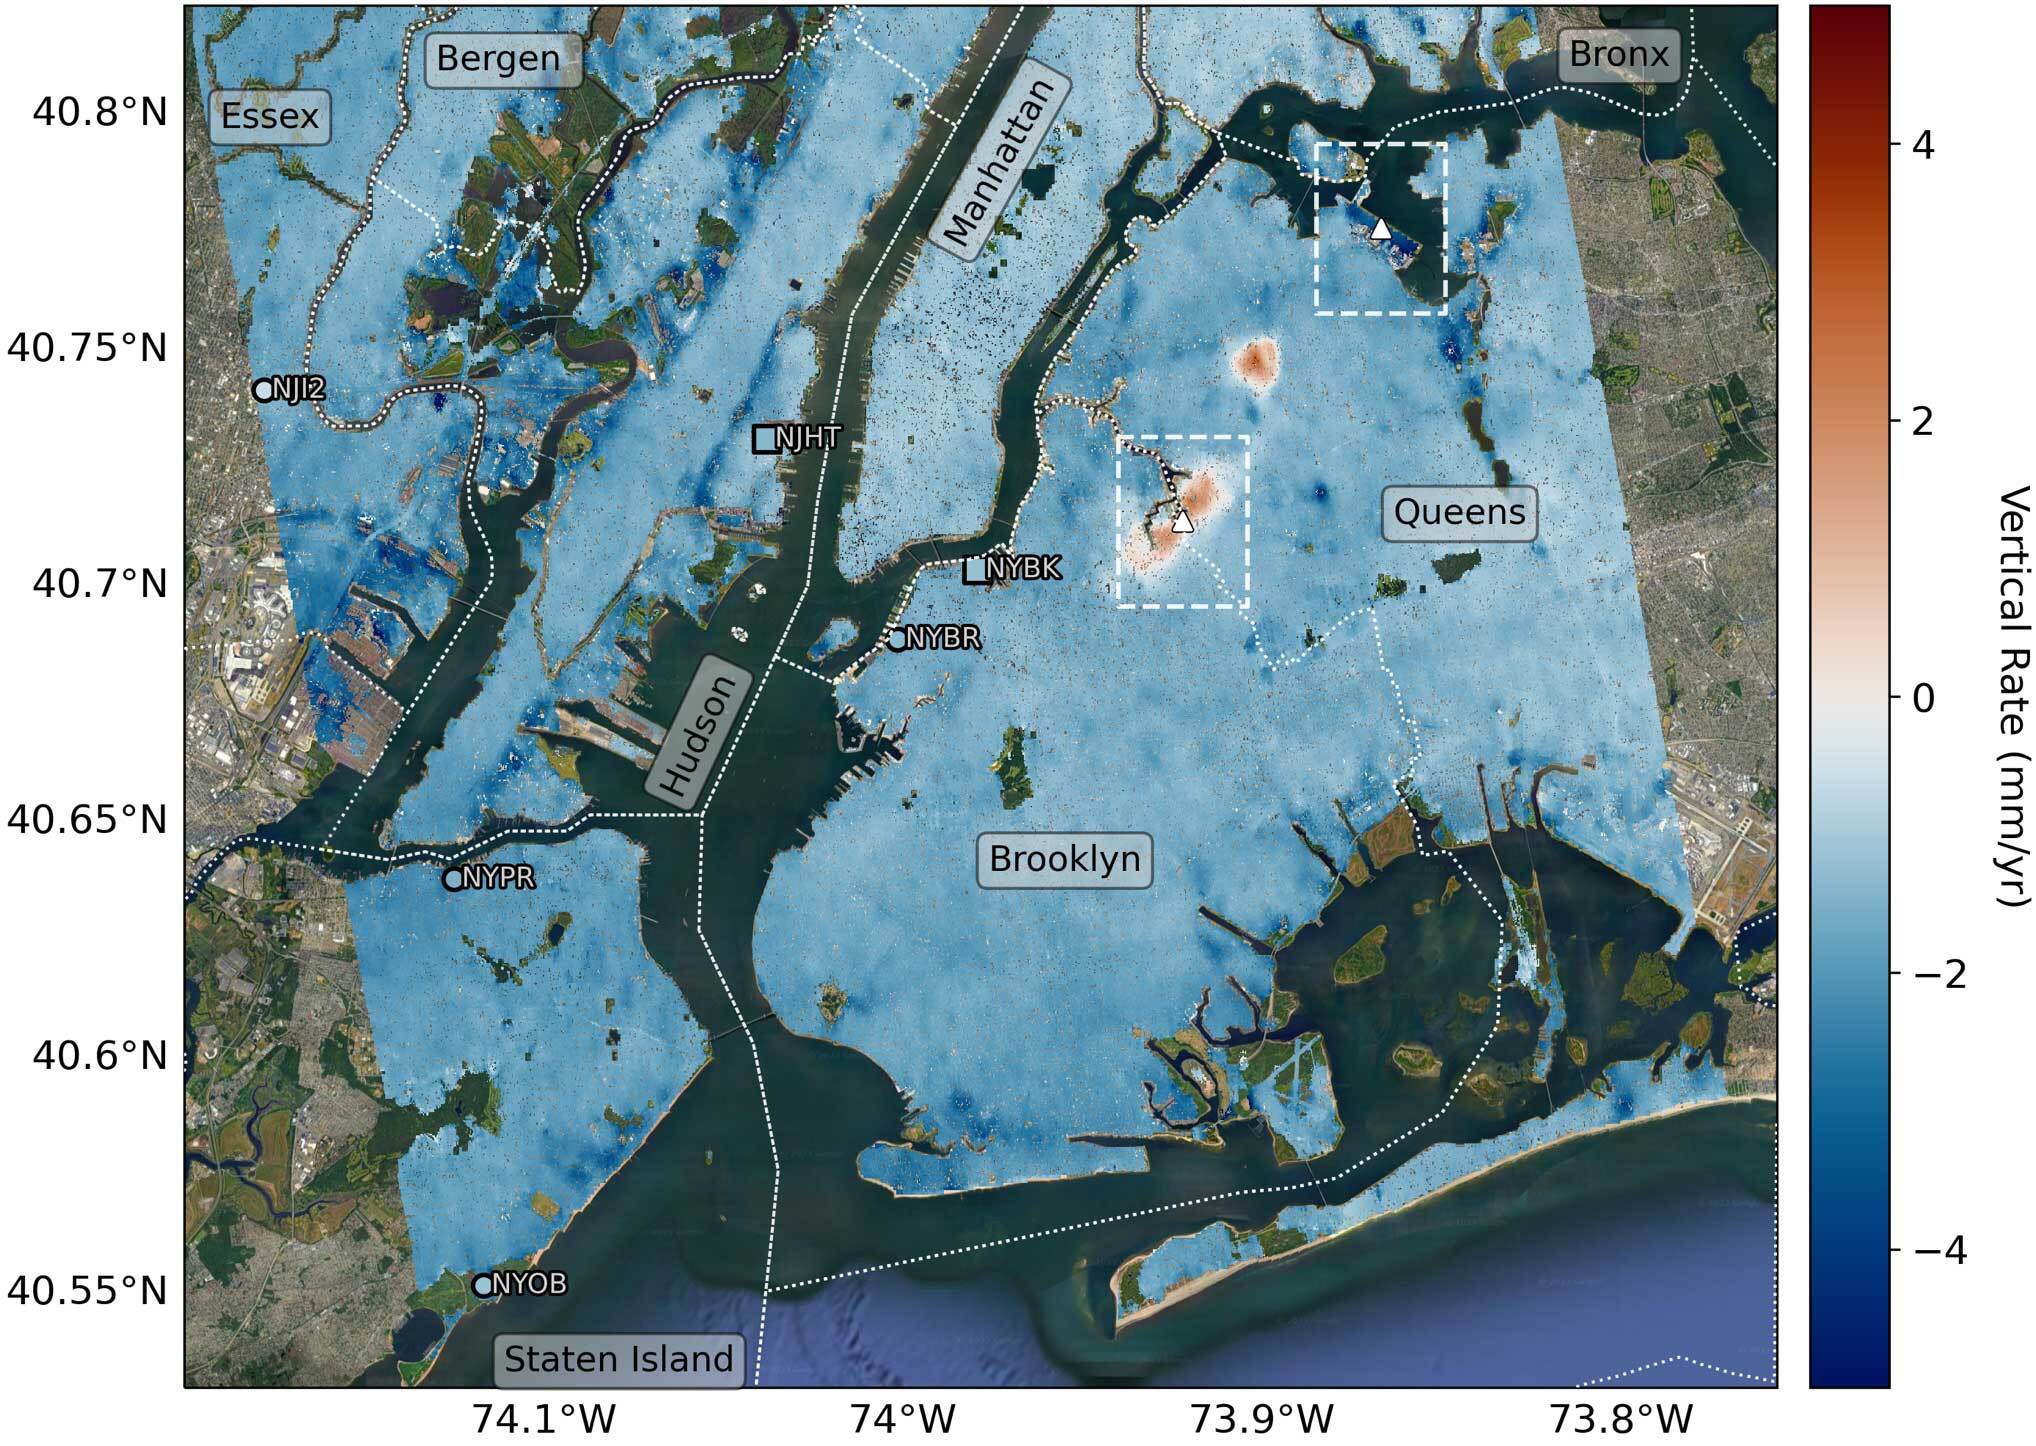 Bergen
Bronx
Essex
Manhattan
40.8°N
40.75°N
40.7°N
40.65°N
40.6°N
40.55°N
NJI2
NJHT
Queens
NYBK
NYBR
Hudson
Brooklyn
NYPR
NYOB
Staten Island
74.1°W
74°W
73.9°W
73.8°W
4
2
0
−2
−4
Vertical Rate (mm/yr)